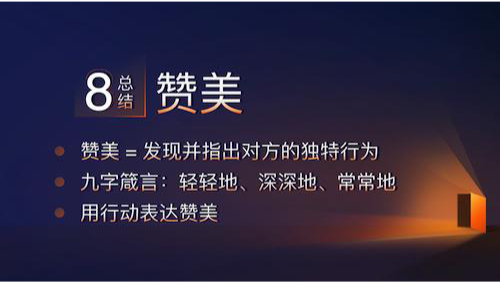 8 总结 赞美
赞美 = 发现并指出对方的独特行为
九字箴言：轻轻地、深深地、常常地
用行动表达赞美